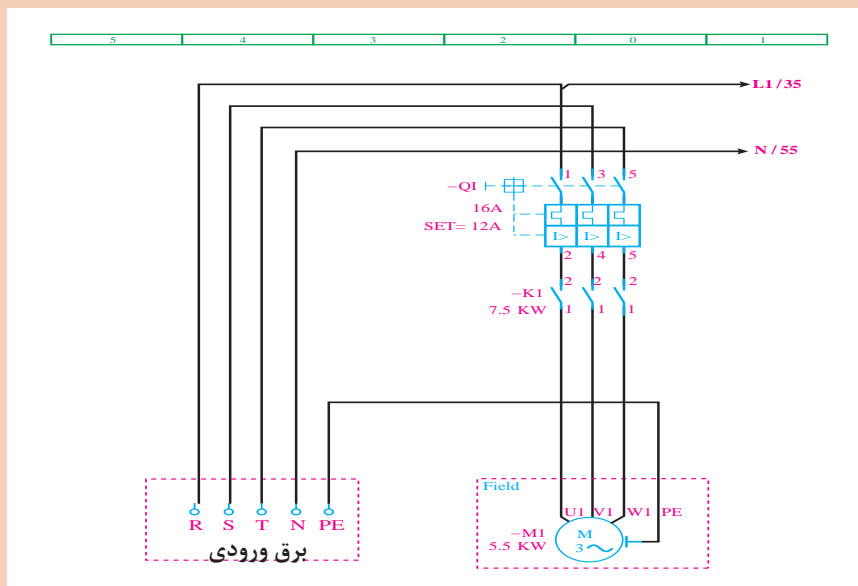 5 4 3 2 0 1
L1/35
N/55
1 3 5
–QI
16A
SET= 12A
I> I> I>
2 4 5
2 2 2
–K1
7.5 KW
1 1 1
Field
U1 V1 W1 PE
–M1
5.5 KW
M
3
R S T N PE
برق ورودی